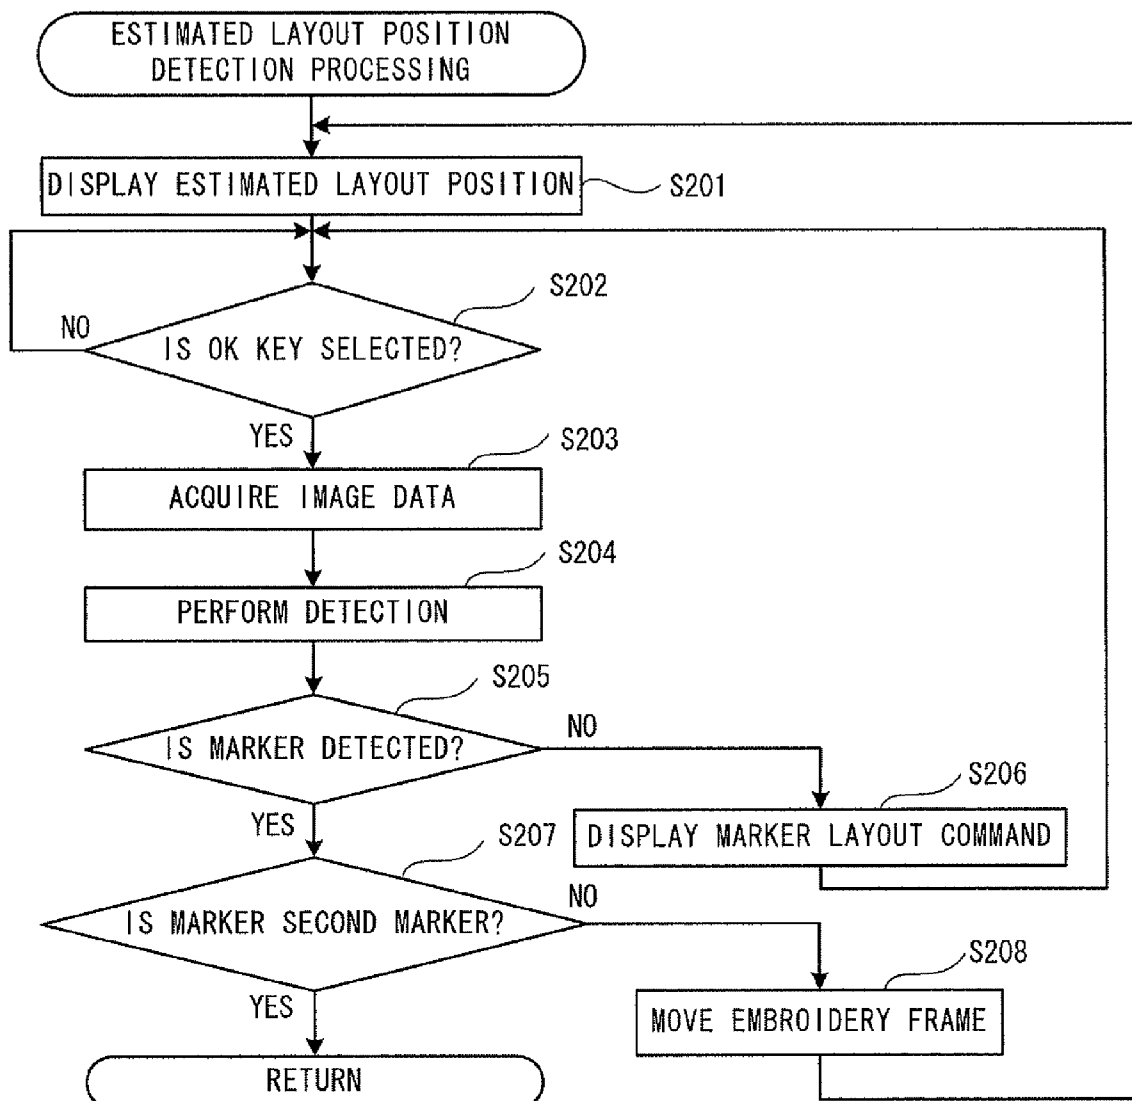 ESTIMATED LAYOUT POSITION
DETECTION PROCESSING
DISPLAY ESTIMATED LAYOUT POSITION
S201
S202
NO
IS OK KEY SELECTED?
YES
S203
ACQUIRE IMAGE DATA
S204
PERFORM DETECTION
S205
NO
IS MARKER DETECTED?
S206
YES
DISPLAY MARKER LAYOUT COMMAND
S207
NO
IS MARKER SECOND MARKER?
S208
YES
MOVE EMBROIDERY FRAME
RETURN